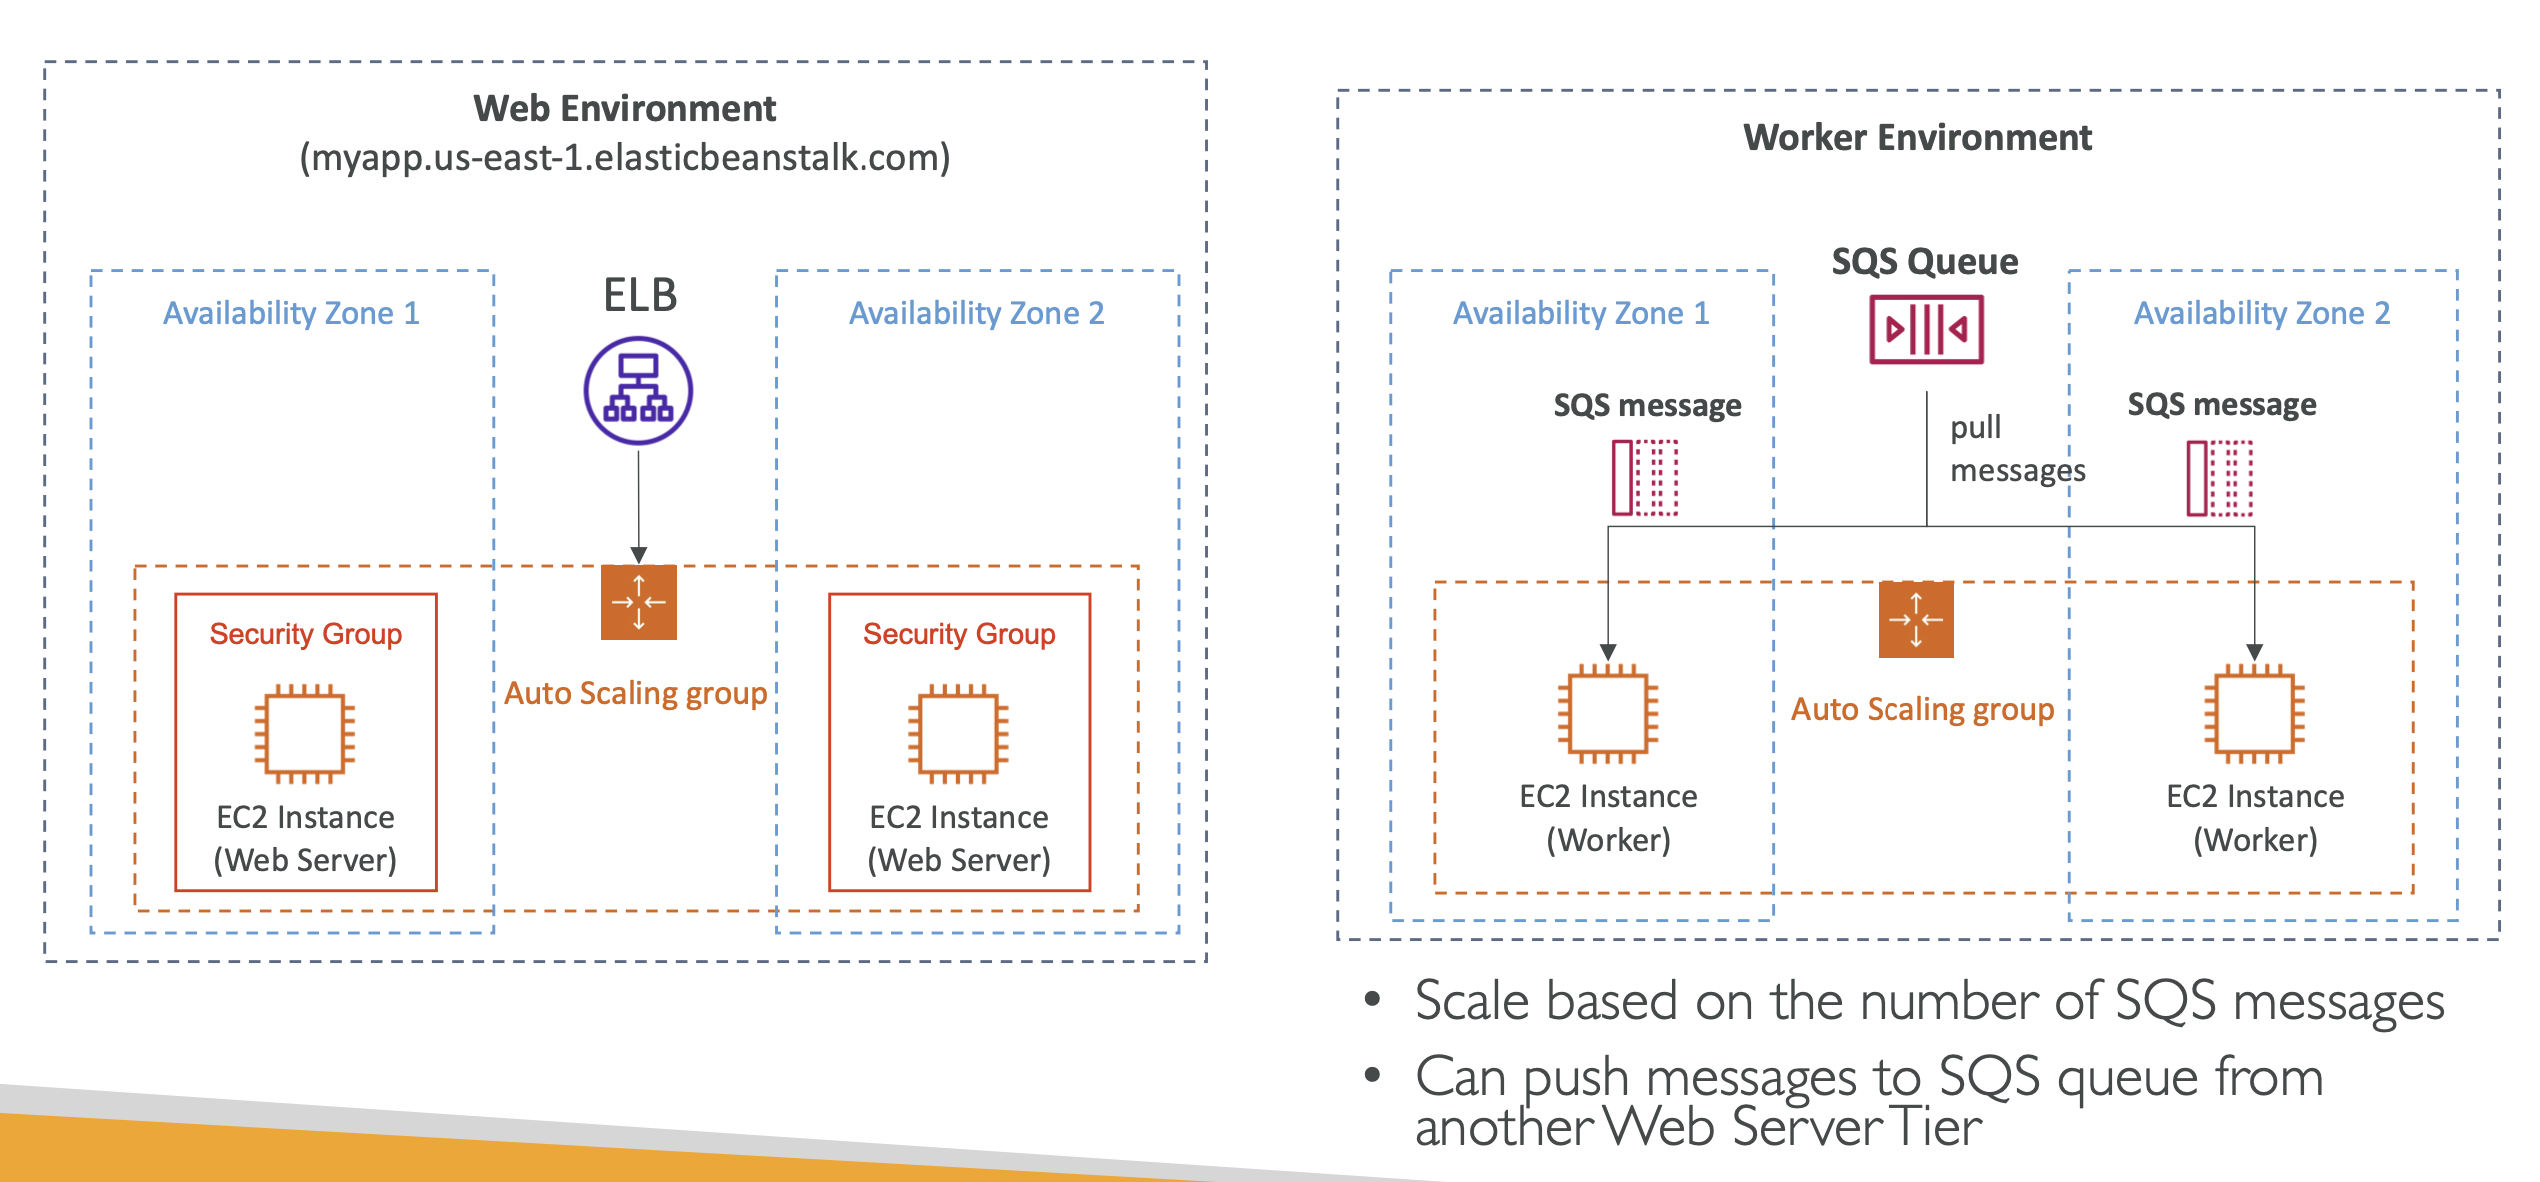 Web Environment
(myapp.us-east-1.elasticbeanstalk.com)
Availability Zone 1
ELB
Availability Zone 2
Security Group
EC2 Instance
(Web Server)
Auto Scaling group
Security Group
EC2 Instance
(Web Server)
Worker Environment
SQS Queue
Availability Zone 1
Availability Zone 2
SQS message
pull
messages
SQS message
Auto Scaling group
EC2 Instance
(Worker)
EC2 Instance
(Worker)
• Scale based on the number of SQS messages
• Can push messages to SQS queue from
another Web Server Tier